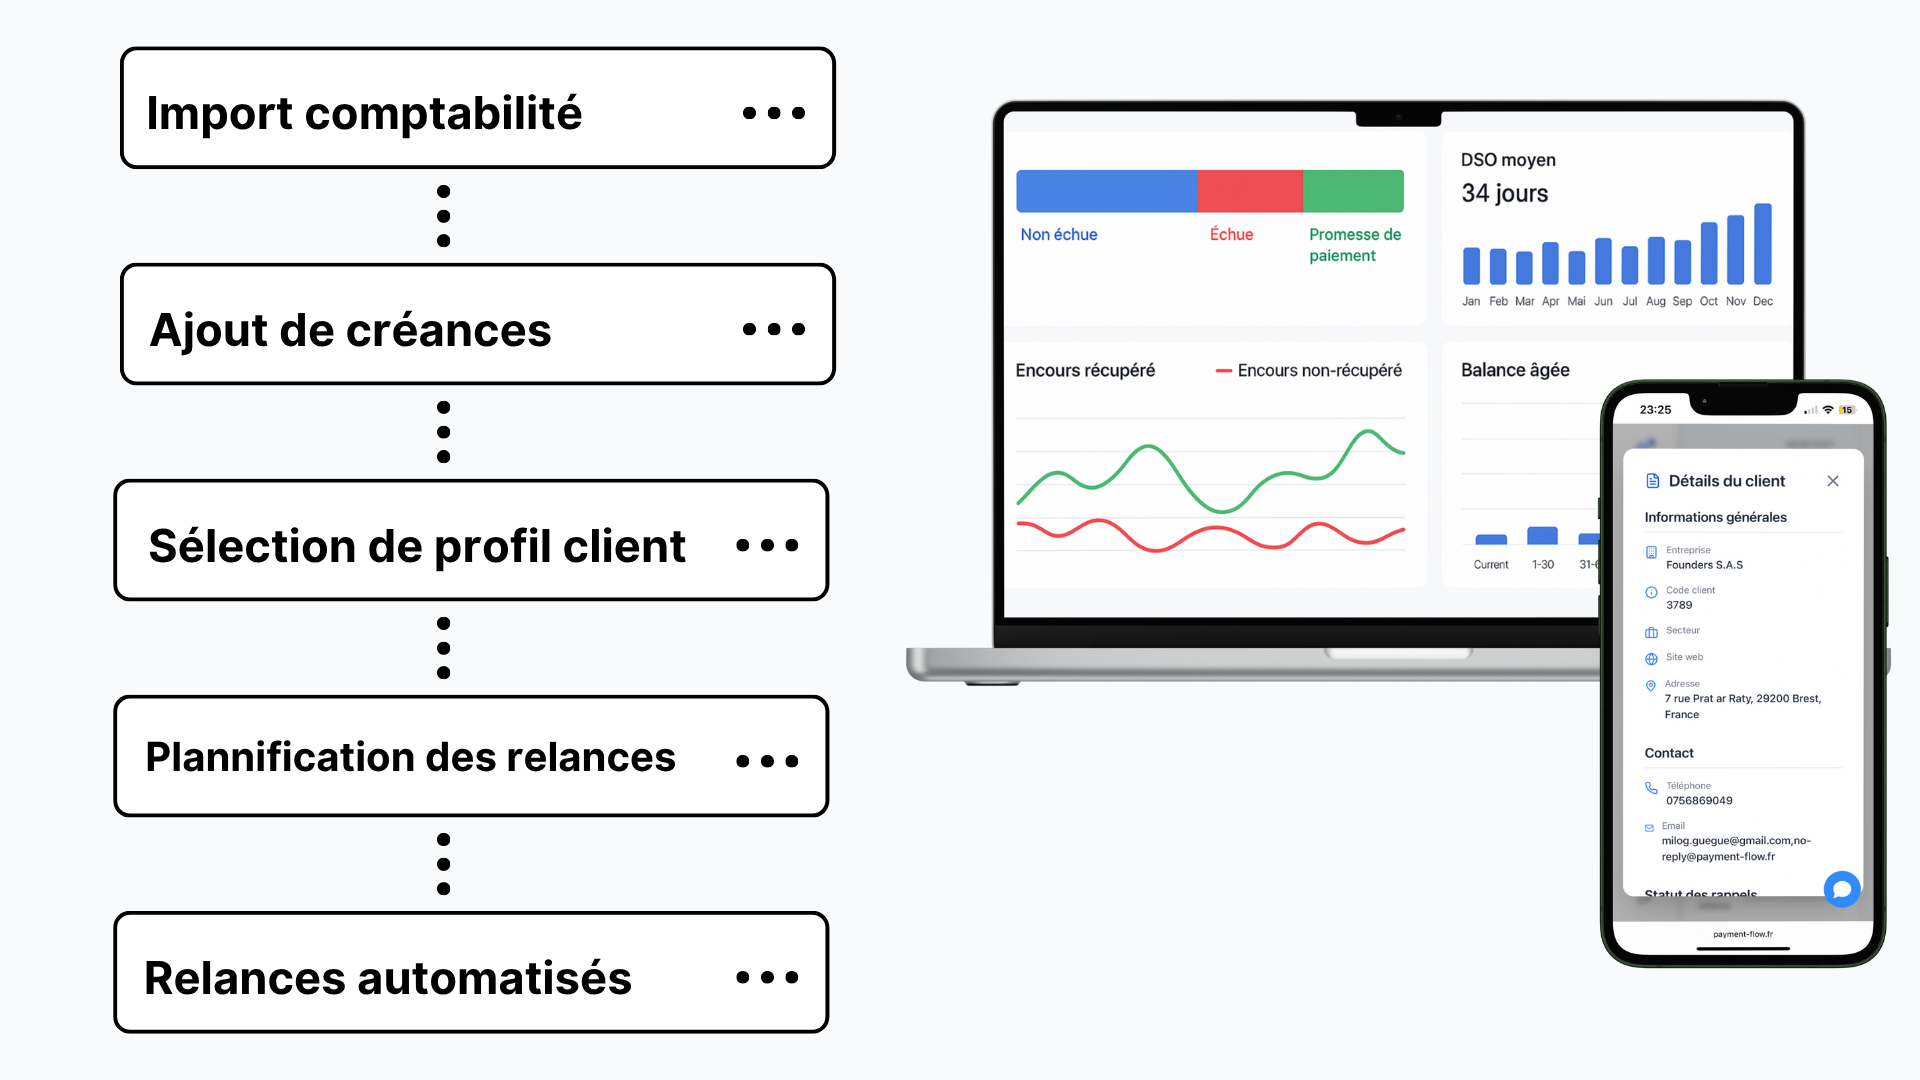 Import comptabilité
Ajout de créances
Sélection de profil client
Plannification des relances
Relances automatisés
Non échue
Échue
Promesse de
paiement
DSO moyen
34 jours
Jan Feb Mar Apr Mai Jun Jul Aug Sep Oct Nov Dec
Encours récupéré
Encours non-récupéré
Balance âgée
Current 1-30
23:25
15
Détails du client
Informations générales
Entreprise
Founders S.A.S
Code client
3789
Secteur
Site web
Adresse
7 rue Prat ar Raty, 29200 Brest,
France
Contact
Téléphone
0756869049
Email
milog.guegue@gmail.com,no-
reply@payment-flow.fr
Statut des rappels
payment-flow.fr